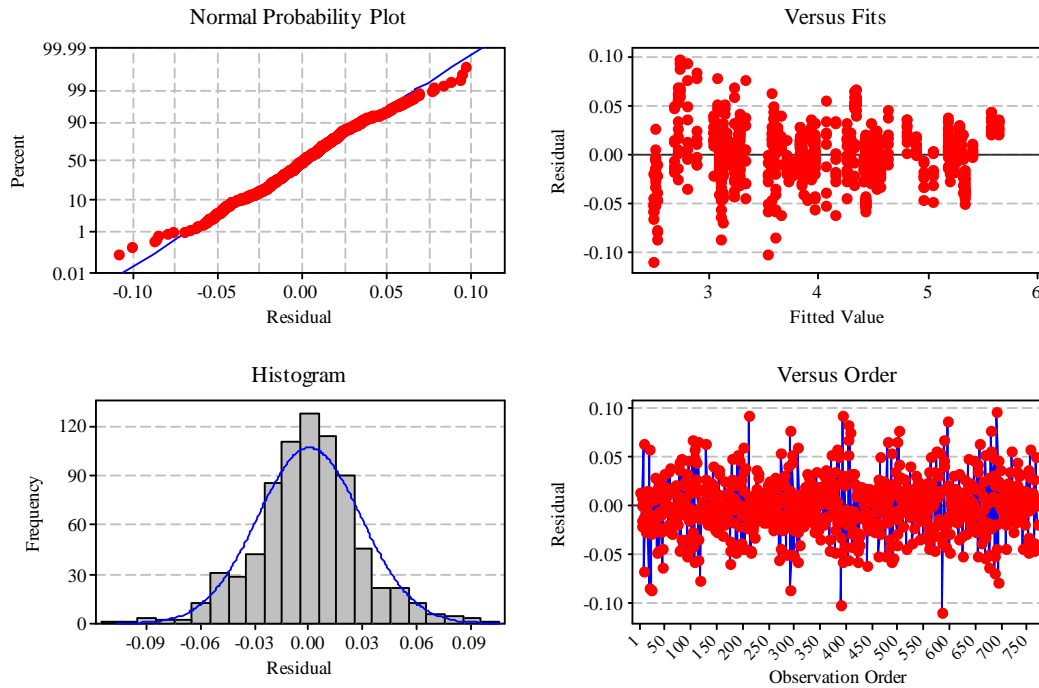 Normal Probability Plot
99.99
99
90
50
10
1
0.01
Percent
-0.10 -0.05 0.00 0.05 0.10
Residual
Versus Fits
0.10
0.05
0.00
-0.05
-0.10
Residual
3 4 5 6
Fitted Value
Histogram
120
90
60
30
0
Frequency
-0.09 -0.06 -0.03 0.00 0.03 0.06 0.09
Residual
Versus Order
0.10
0.05
0.00
-0.05
-0.10
Residual
1 50 100 150 200 250 300 350 400 450 500 550 600 650 700 750
Observation Order